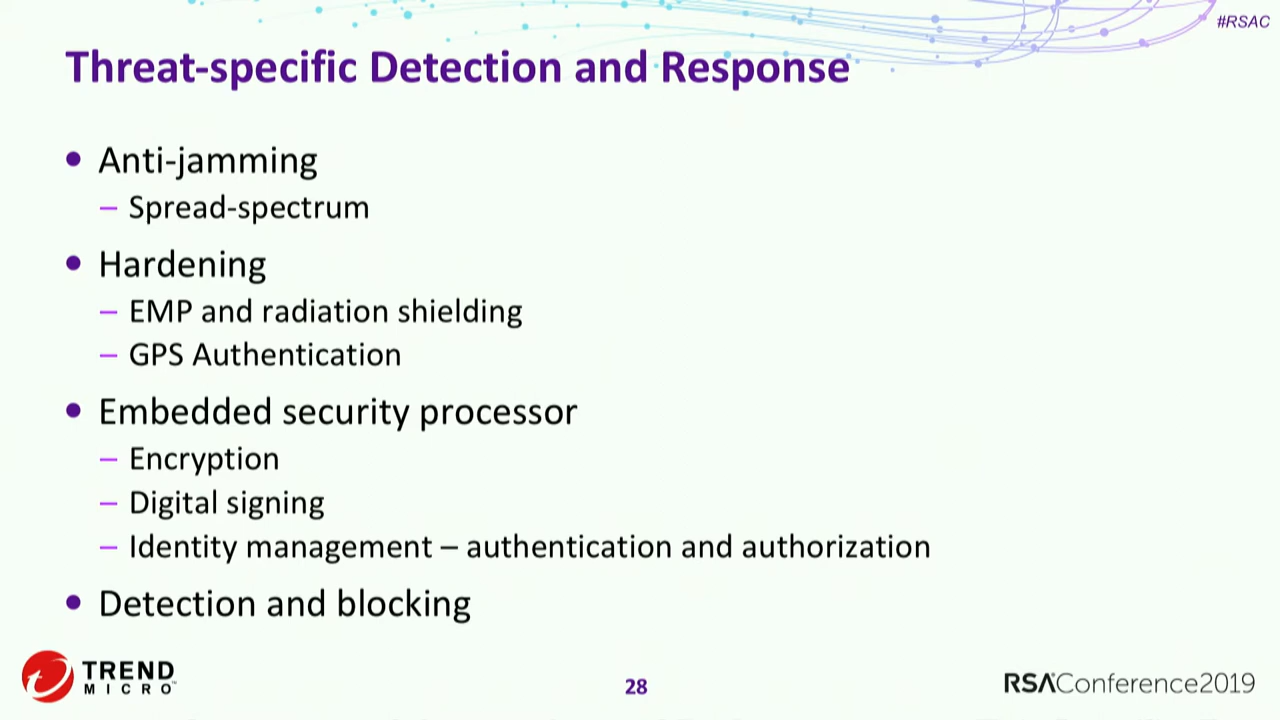 #RSAC
Threat-specific Detection and Response
• Anti-jamming
– Spread-spectrum
• Hardening
– EMP and radiation shielding
– GPS Authentication
• Embedded security processor
– Encryption
– Digital signing
– Identity management – authentication and authorization
• Detection and blocking
TREND
MICRO™
28
RSAConference2019